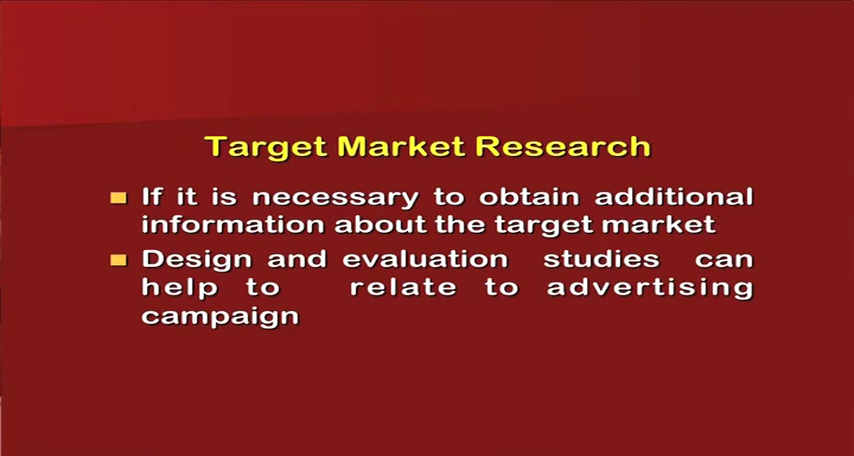 Target Market Research
If it is necessary to obtain additional
information about the target market
Design and evaluation studies can
help to relate to advertising
campaign